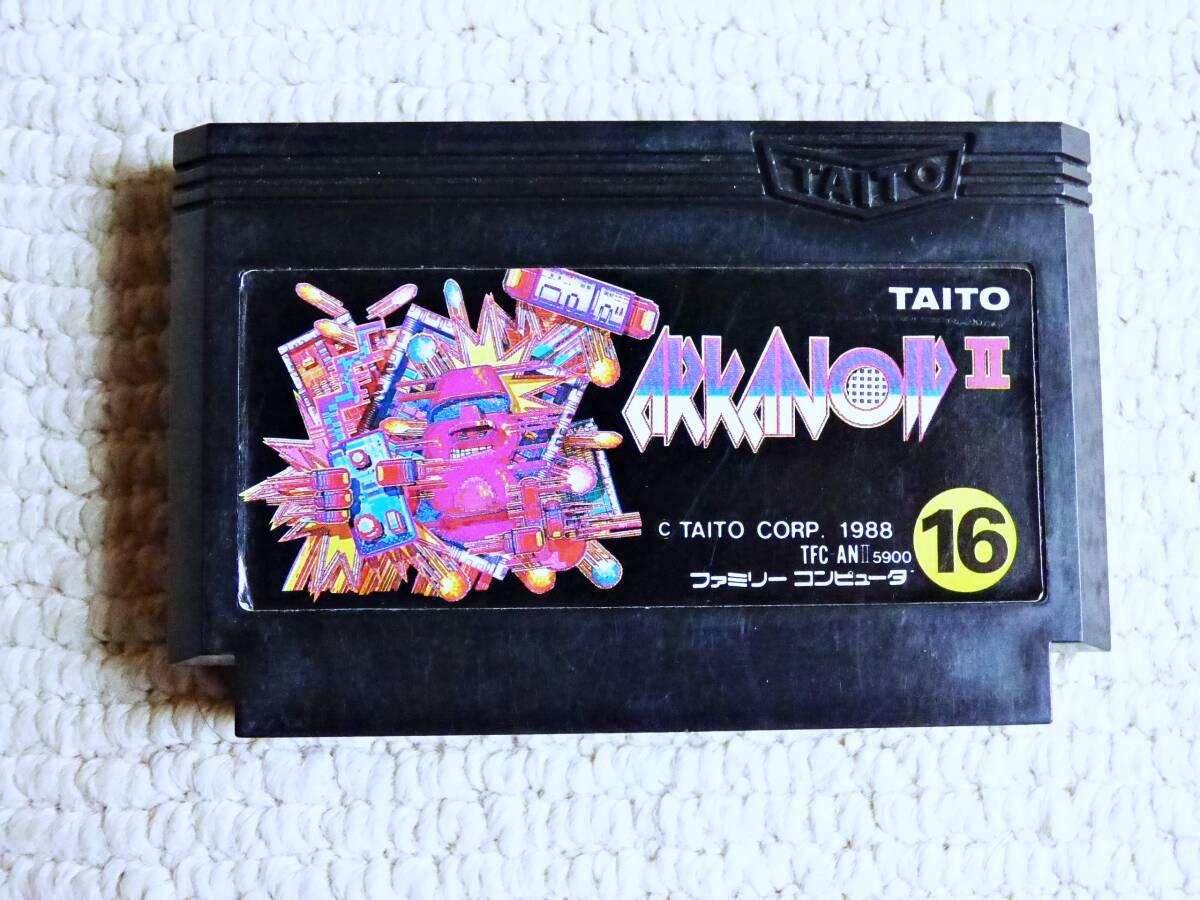 TAITO
TAITO
ARKANOID II
C TAITO CORP. 1988
TFC-ANII 5900
ファミリー コンピュータ
16